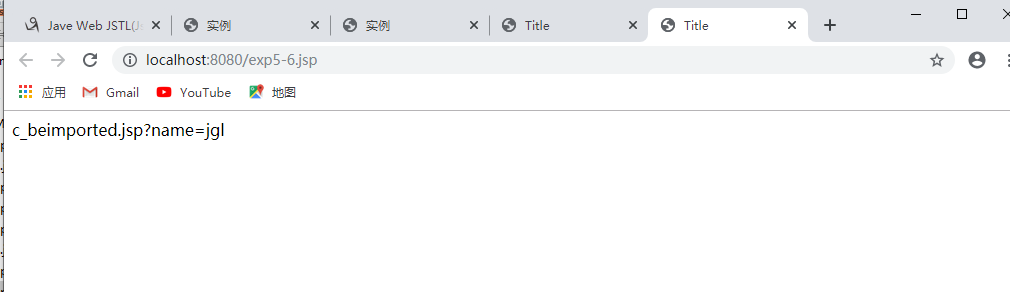 Jave Web JSTL(Js 实例 实例 Title Title
localhost:8080/exp5-6.jsp
应用 Gmail YouTube 地图
c_beimported.jsp?name=jgl